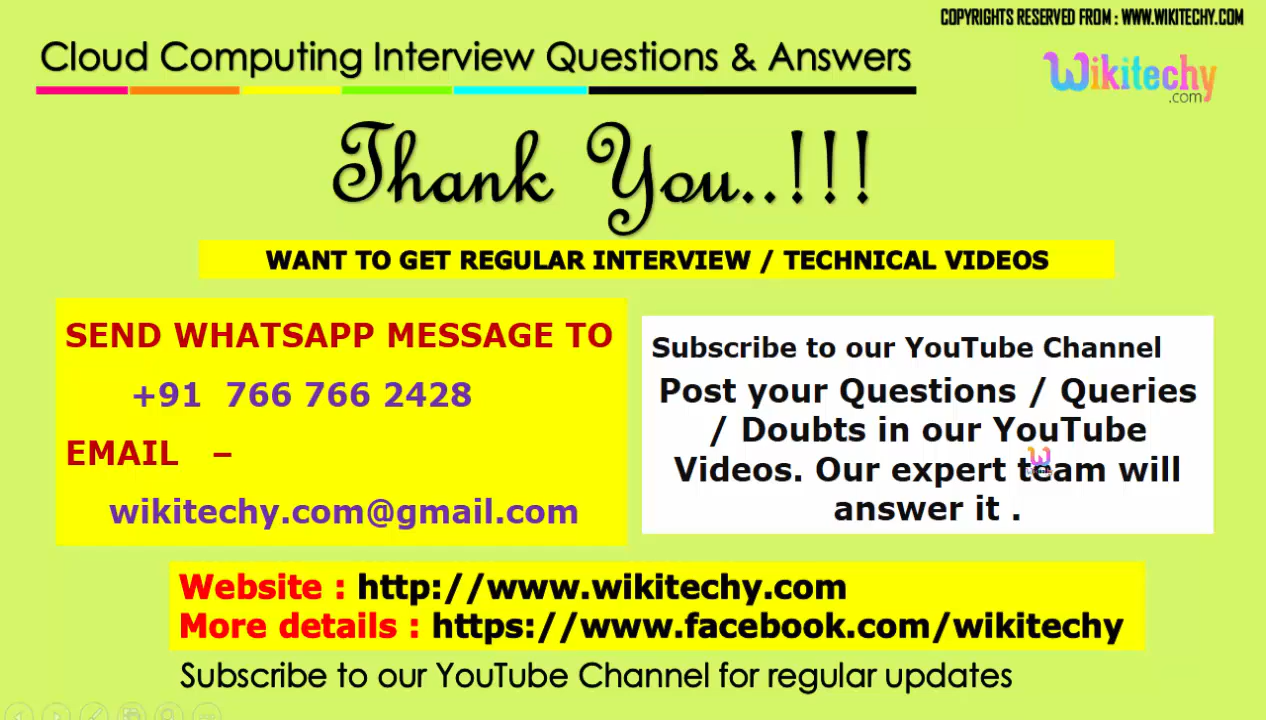 COPYRIGHTS RESERVED FROM : WWW.WIKITECHY.COM
Cloud Computing Interview Questions & Answers
Wikitechy
.com
Thank You..!!!
WANT TO GET REGULAR INTERVIEW / TECHNICAL VIDEOS
SEND WHATSAPP MESSAGE TO
+91 766 766 2428
EMAIL –
wikitechy.com@gmail.com
Subscribe to our YouTube Channel
Post your Questions / Queries
/ Doubts in our YouTube
Videos. Our expert team will
answer it .
Website : http://www.wikitechy.com
More details : https://www.facebook.com/wikitechy
Subscribe to our YouTube Channel for regular updates